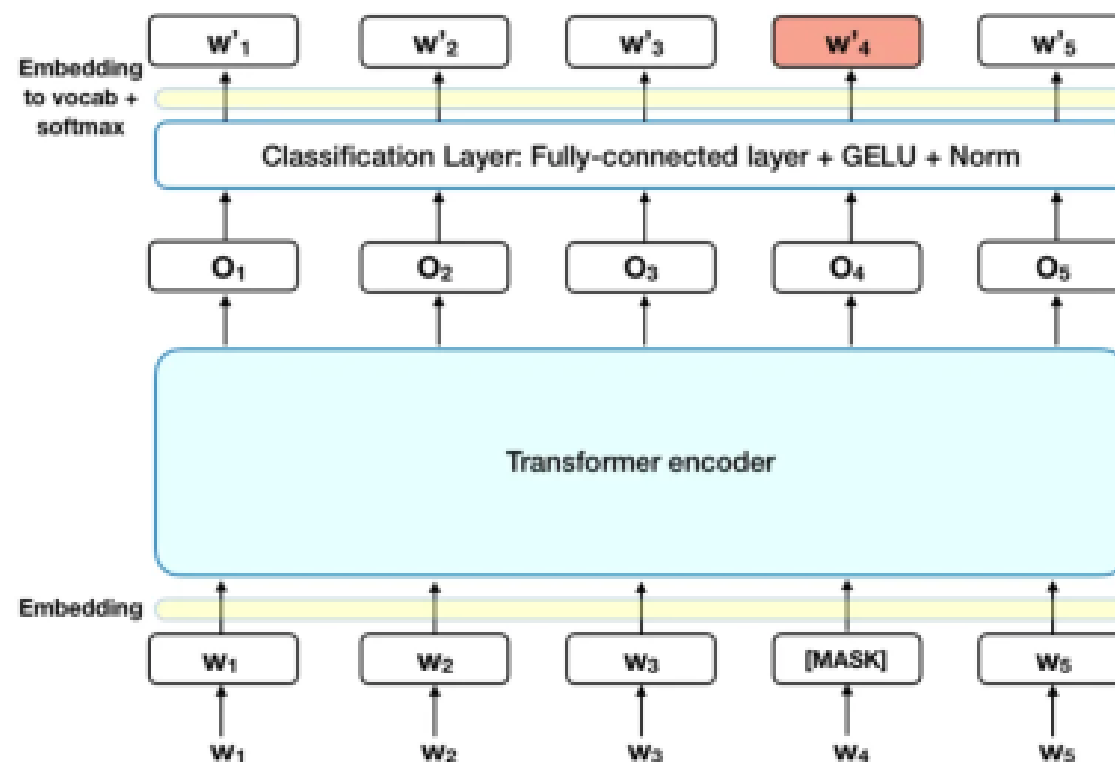 w'₁ w'₂ w'₃ w'₄ w'₅
Embedding
to vocab +
softmax
Classification Layer: Fully-connected layer + GELU + Norm
O₁ O₂ O₃ O₄ O₅
Transformer encoder
Embedding
w₁ w₂ w₃ [MASK] w₅
w₁ w₂ w₃ w₄ w₅